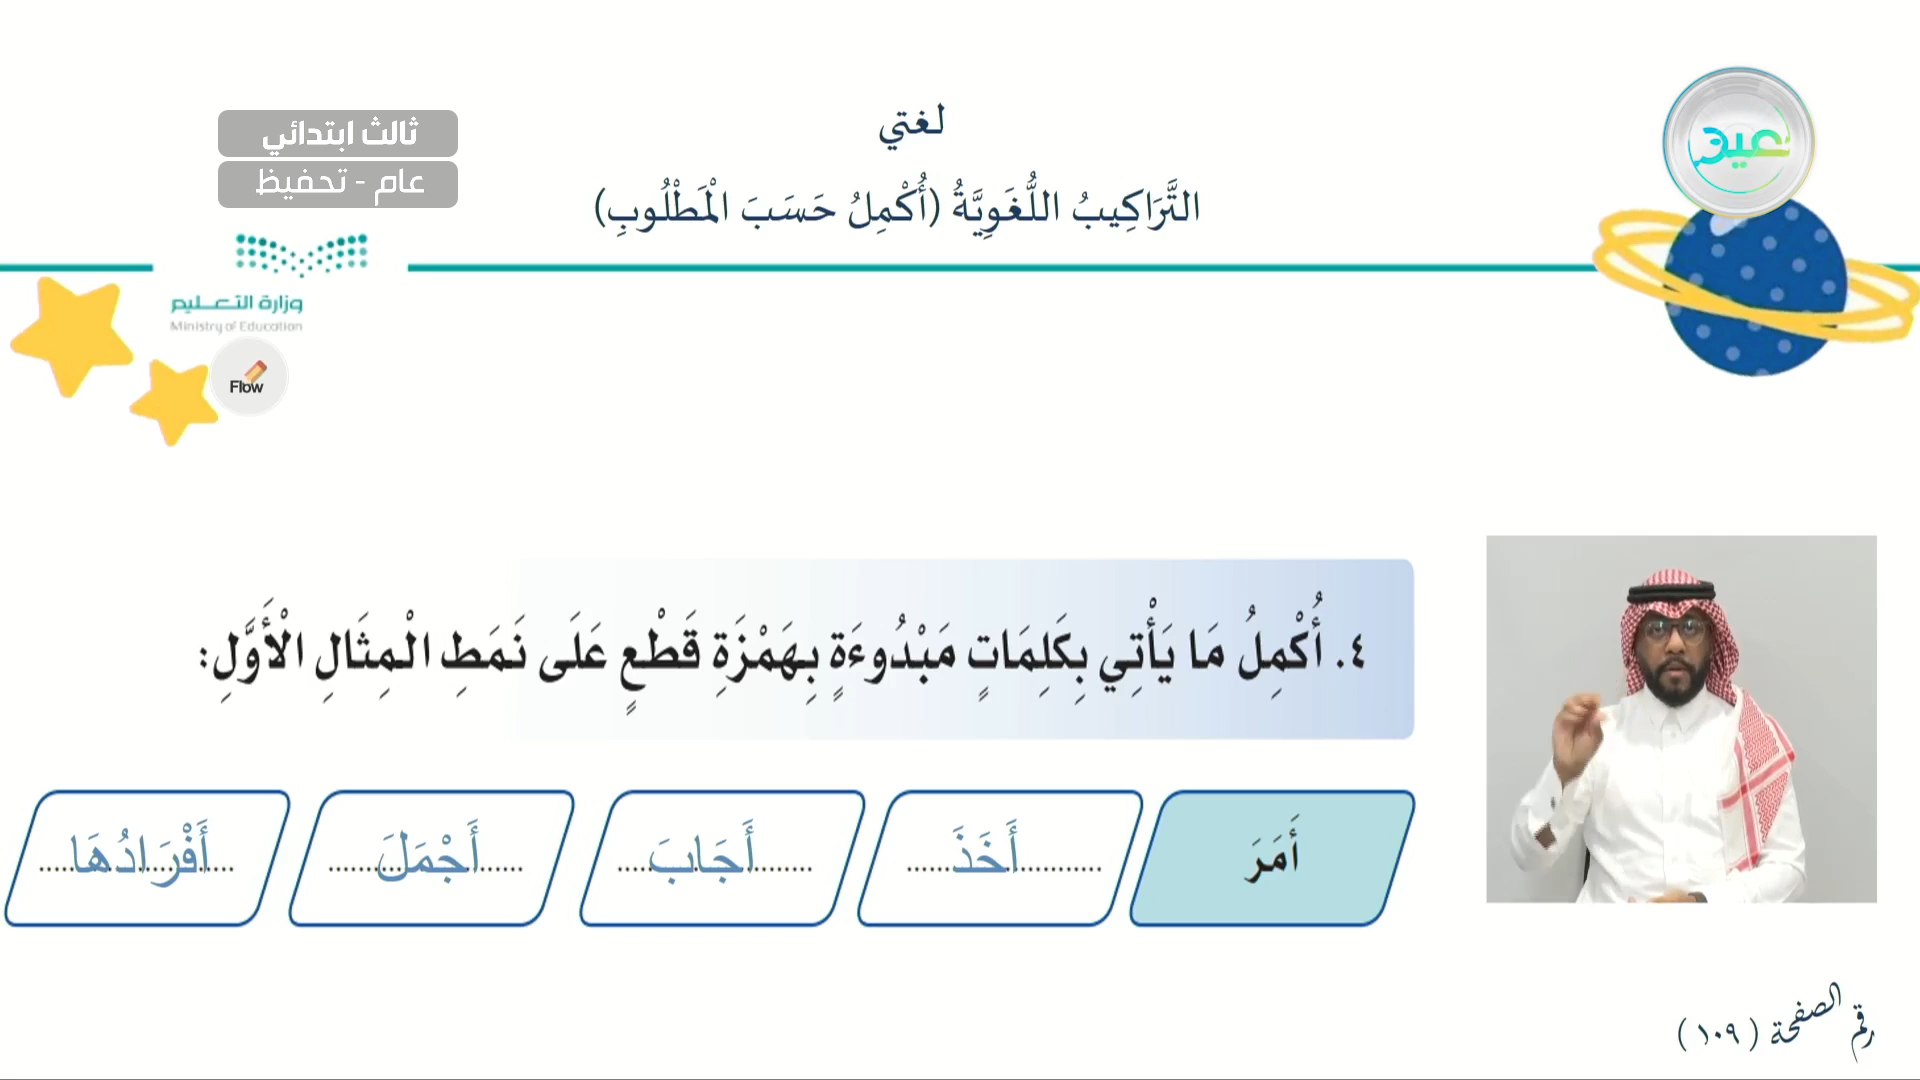 لغتي
التَّرَاكِيبُ اللُّغَوِيَّةُ (أُكْمِلُ حَسَبَ الْمَطْلُوبِ)
ثالث ابتدائي
عام - تحفيظ
عين
وزارة التعليم
Ministry of Education
Flow
٤. أُكْمِلُ مَا يَأْتِي بِكَلِمَاتٍ مَبْدُوءَةٍ بِهَمْزَةِ قَطْعٍ عَلَى نَمَطِ الْمِثَالِ الْأَوَّلِ:
أَمَرَ أَخَذَ أَجَابَ أَجْمَلَ أَفْرَادُهَا
رقم الصفحة (١٠٩)